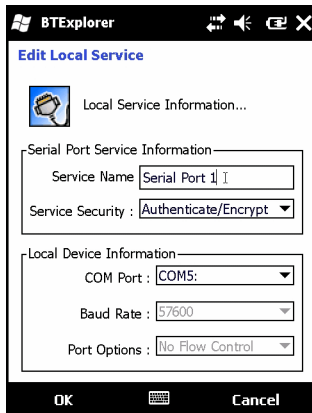 BTExplorer
Edit Local Service
Local Service Information...
Serial Port Service Information
Service Name Serial Port 1
Service Security : Authenticate/Encrypt
Local Device Information
COM Port : COM5:
Baud Rate : 57600
Port Options : No Flow Control
OK Cancel